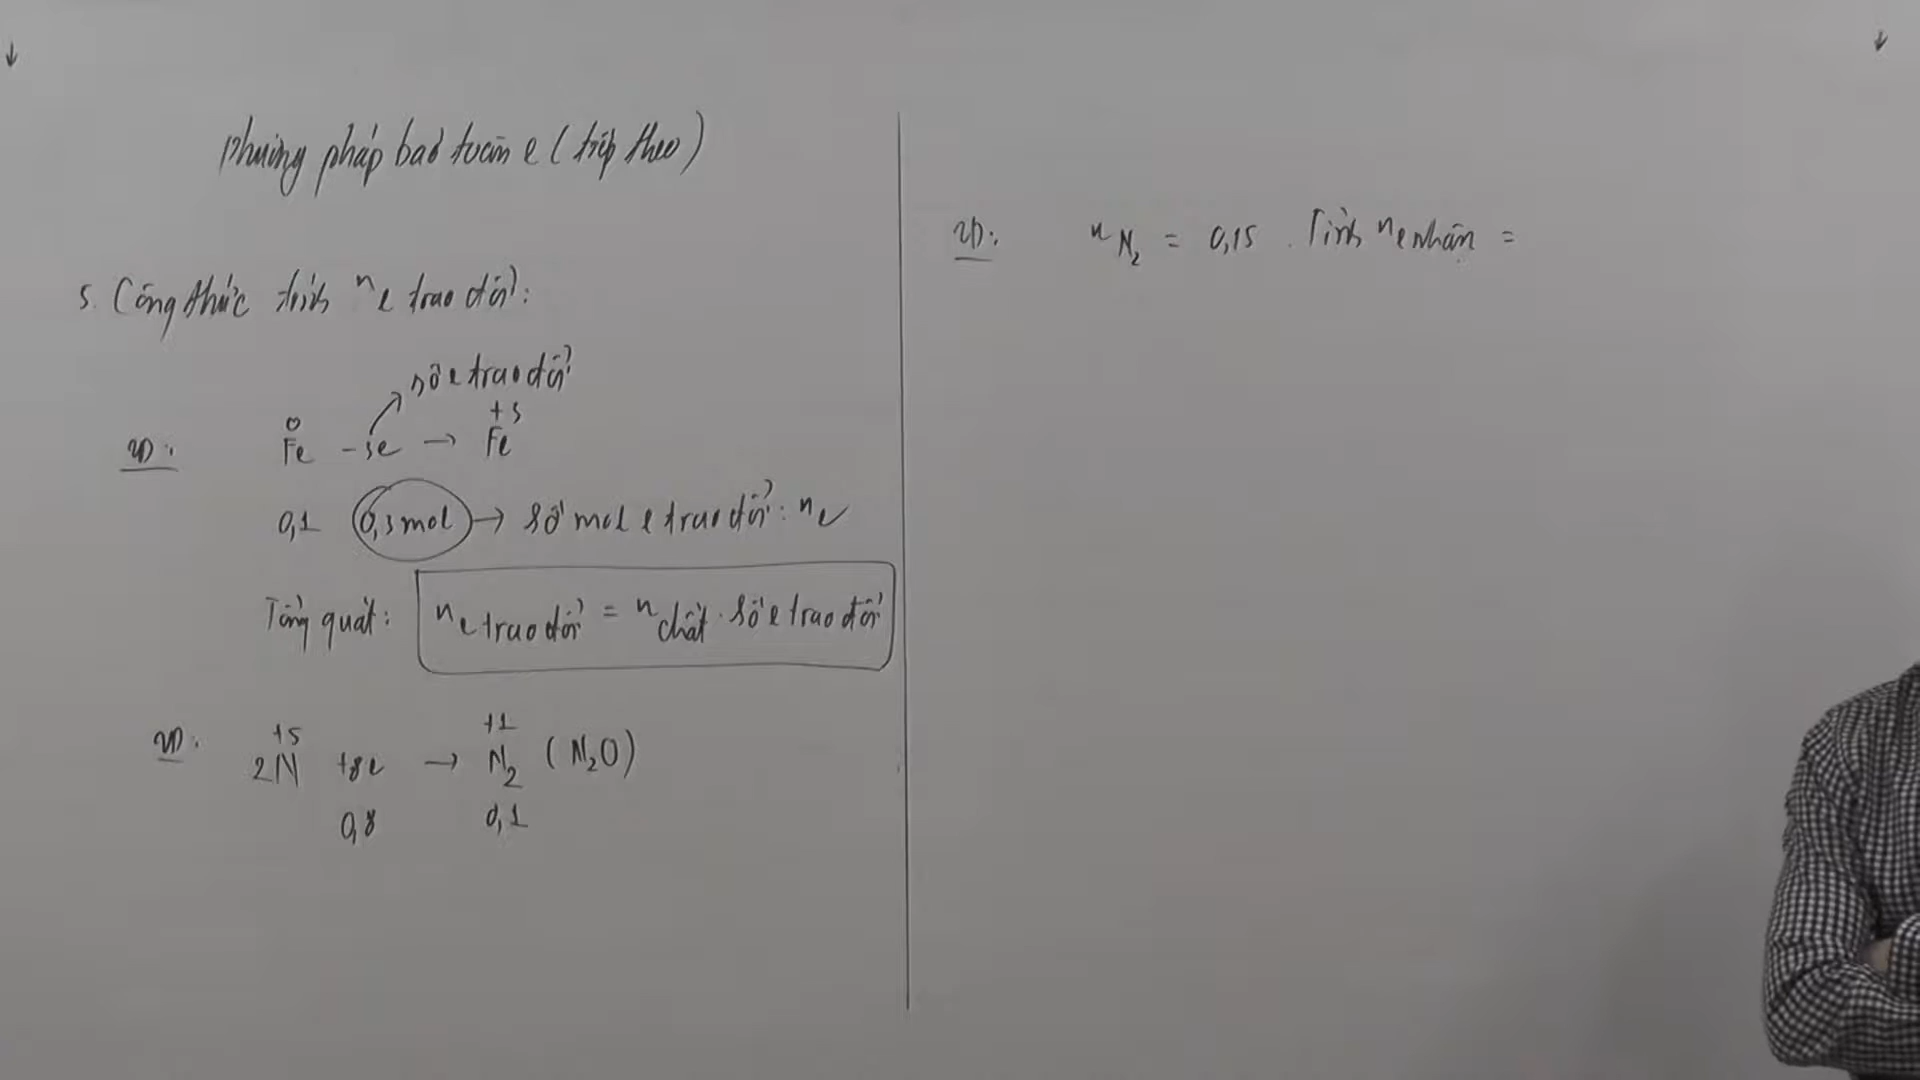 Phương pháp bảo toàn e (tiếp theo)
5. Công thức tính n e trao đổi:
số e trao đổi
0 +3
VD: Fe - 3e → Fe
0,1 0,3 mol → số mol e trao đổi: ne
Tổng quát: n e trao đổi = n chất . số e trao đổi
+5 +1
VD: 2N +8e → N2 (N2O)
0,8 0,1
VD: nN2 = 0,15 . Tính n e nhận =